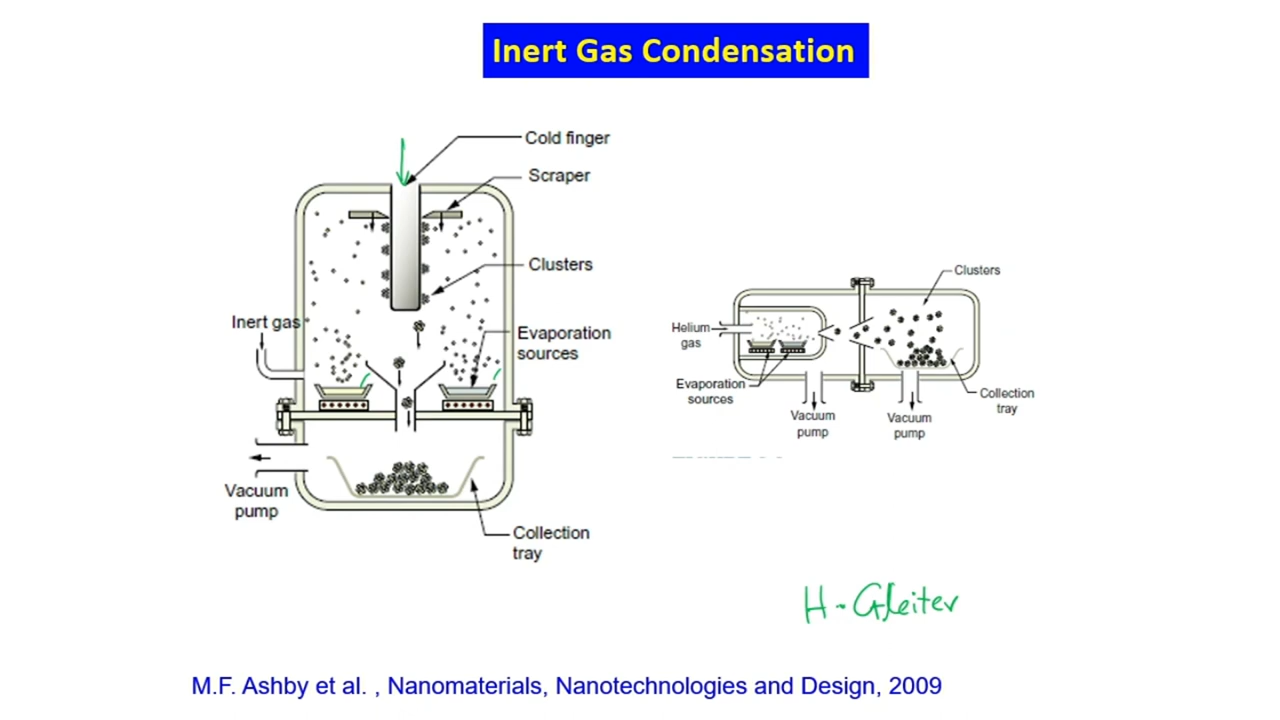 Inert Gas Condensation
Cold finger
Scraper
Clusters
Inert gas
Evaporation
sources
Vacuum
pump
Collection
tray
Clusters
Helium
gas
Evaporation
sources
Vacuum
pump
Vacuum
pump
Collection
tray
H. Gleiter
M.F. Ashby et al. , Nanomaterials, Nanotechnologies and Design, 2009